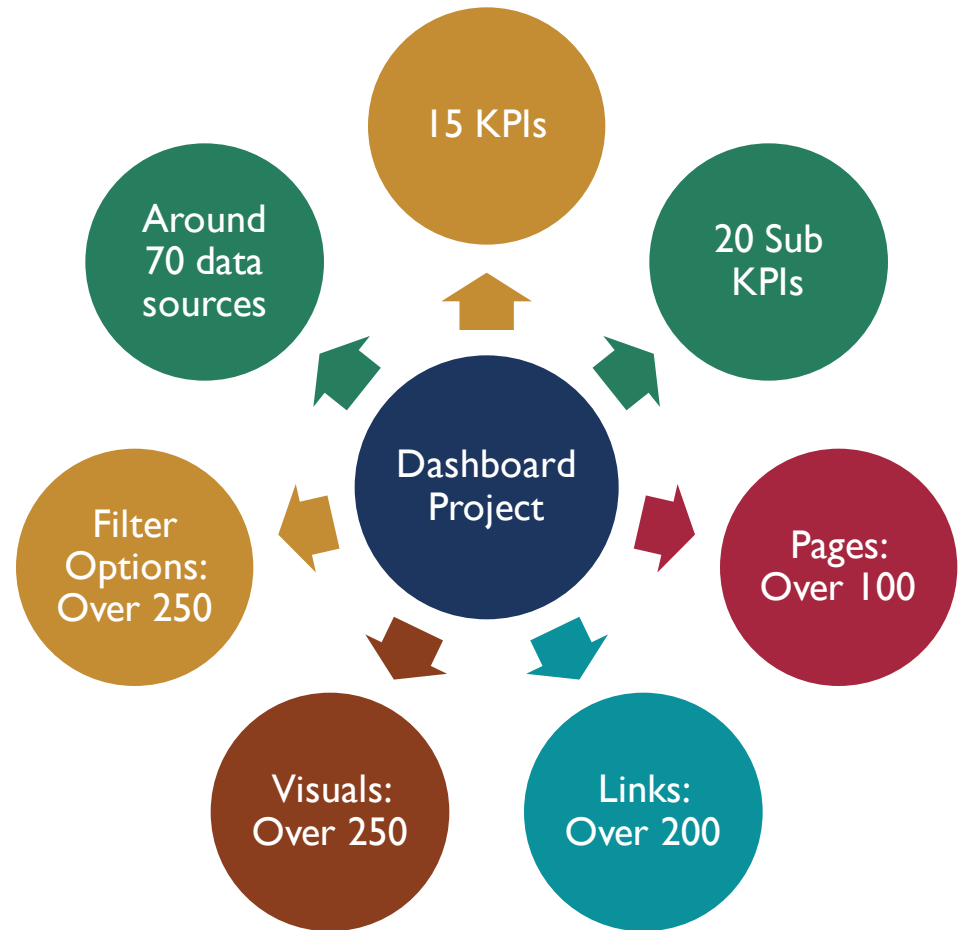 15 KPIs
20 Sub
KPIs
Pages:
Over 100
Links:
Over 200
Visuals:
Over 250
Filter
Options:
Over 250
Around
70 data
sources
Dashboard
Project